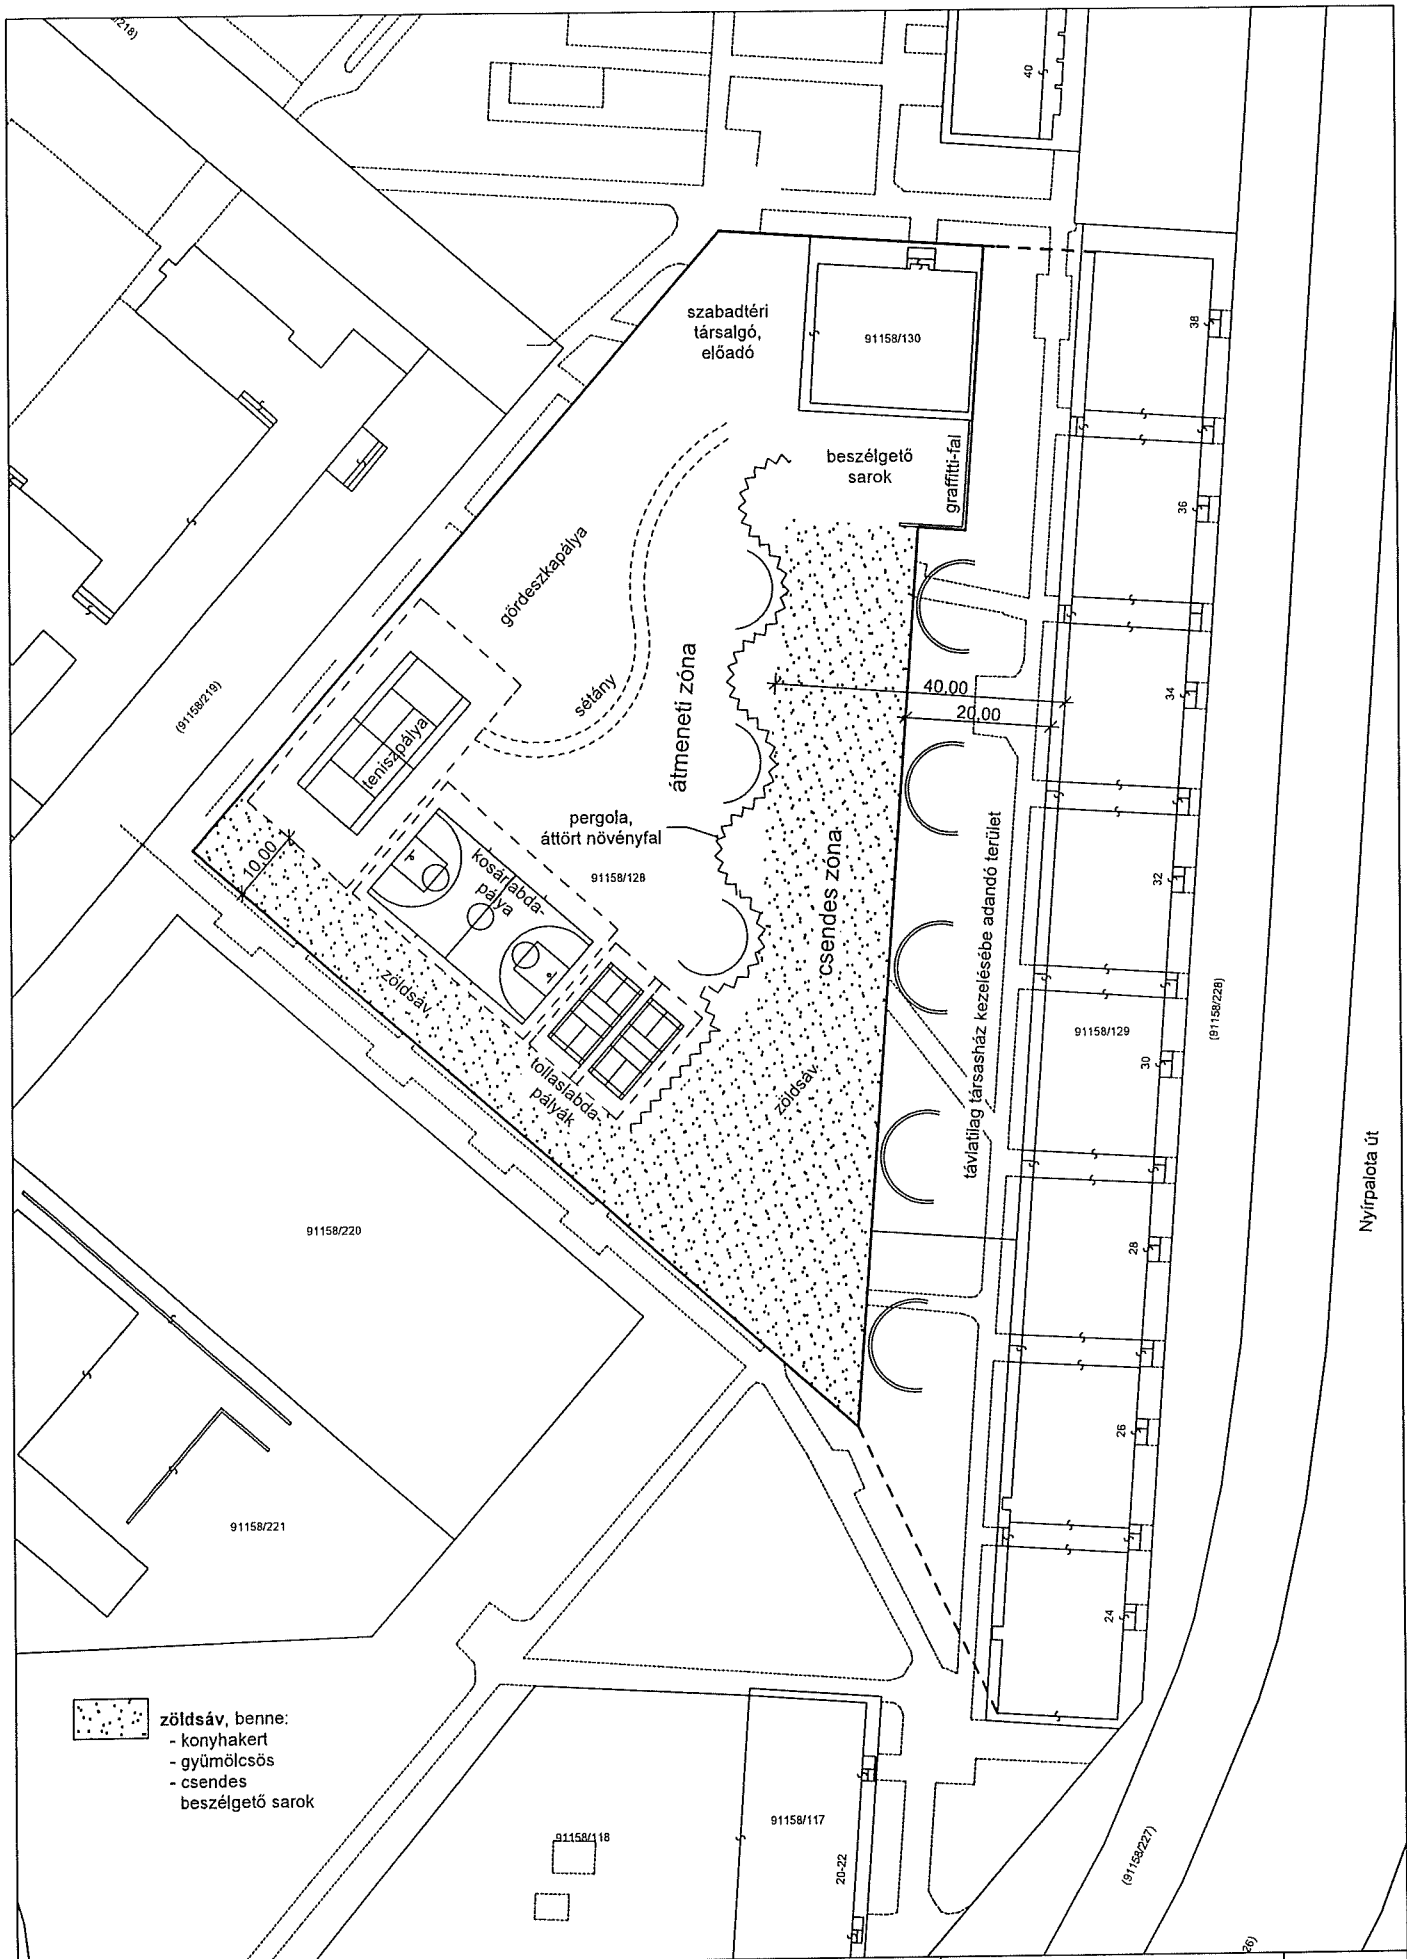 /218)
40
szabadtéri
társalgó,
előadó
91158/130
38
beszélgető
sarok
graffitti-fal
36
gördeszkapálya
sétány
átmeneti zóna
40,00
20,00
34
(91158/219)
teniszpálya
pergola,
áttört növényfal
91158/128
10,00
kosárlabda-
pálya
csendes zóna
32
zöldsáv
távlatilag társasház kezelésébe adandó terület
91158/129
(91158/228)
30
tollaslabda-
pályák
zöldsáv
Nyírpalota út
91158/220
28
26
91158/221
24
zöldsáv, benne:
- konyhakert
- gyümölcsös
- csendes
beszélgető sarok
91158/118
91158/117
20-22
(91158/227)
26)